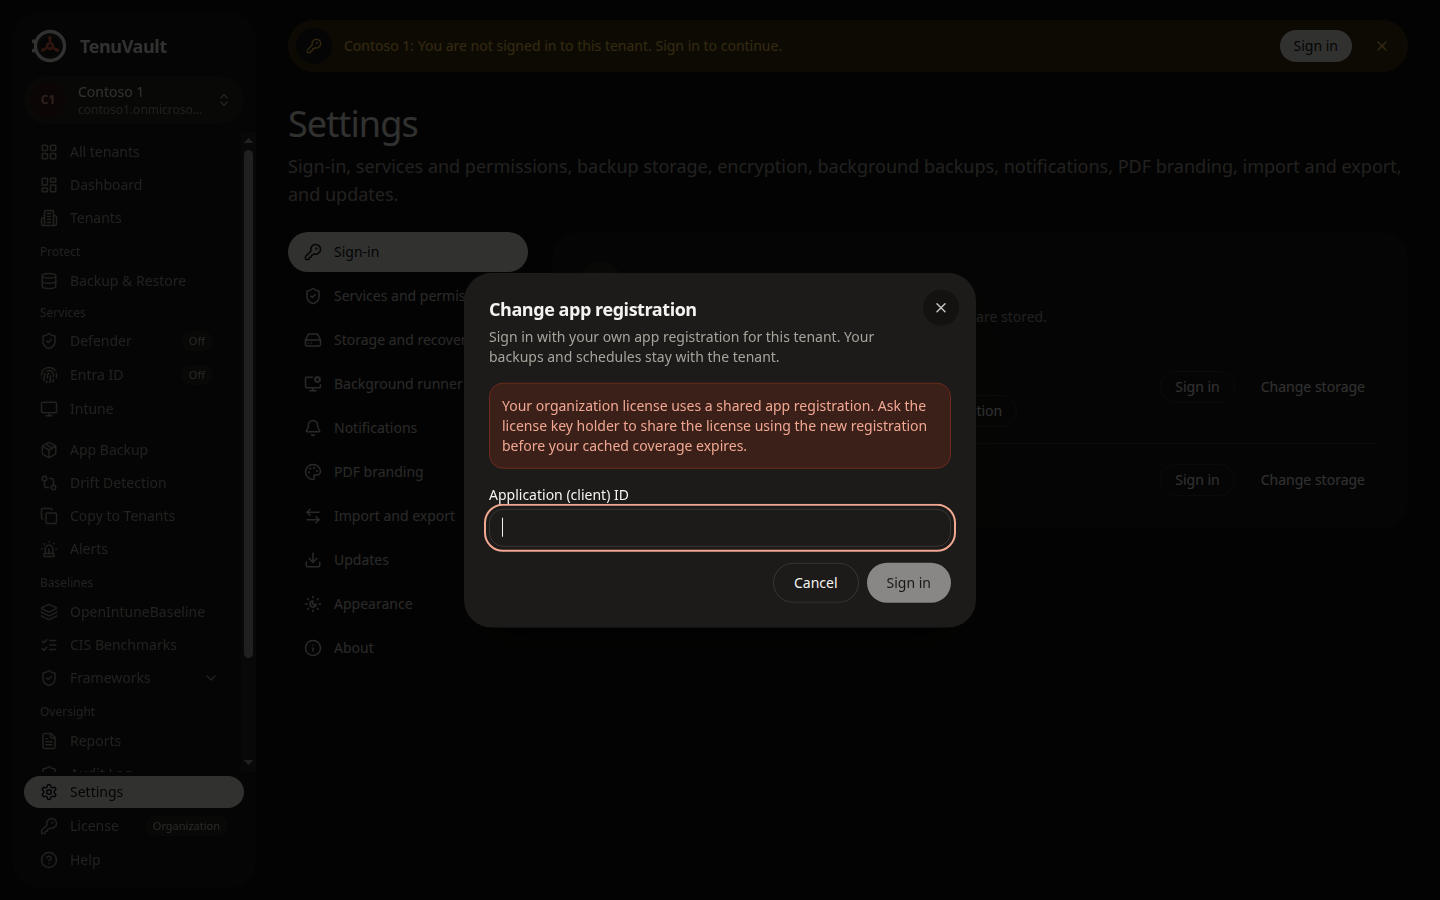 TenuVault
C1
Contoso 1
contoso1.onmicroso...
All tenants
Dashboard
Tenants
Protect
Backup & Restore
Services
Defender
Off
Entra ID
Off
Intune
App Backup
Drift Detection
Copy to Tenants
Alerts
Baselines
OpenIntuneBaseline
CIS Benchmarks
Frameworks
Oversight
Reports
Settings
License
Organization
Help
Contoso 1: You are not signed in to this tenant. Sign in to continue.
Sign in
Settings
Sign-in, services and permissions, backup storage, encryption, background backups, notifications, PDF branding, import and export,
and updates.
Sign-in
Services and permis
Storage and recover
Background runner
Notifications
PDF branding
Import and export
Updates
Appearance
About
are stored.
Sign in
Change storage
tion
Sign in
Change storage
Change app registration
Sign in with your own app registration for this tenant. Your
backups and schedules stay with the tenant.
Your organization license uses a shared app registration. Ask the
license key holder to share the license using the new registration
before your cached coverage expires.
Application (client) ID
Cancel
Sign in